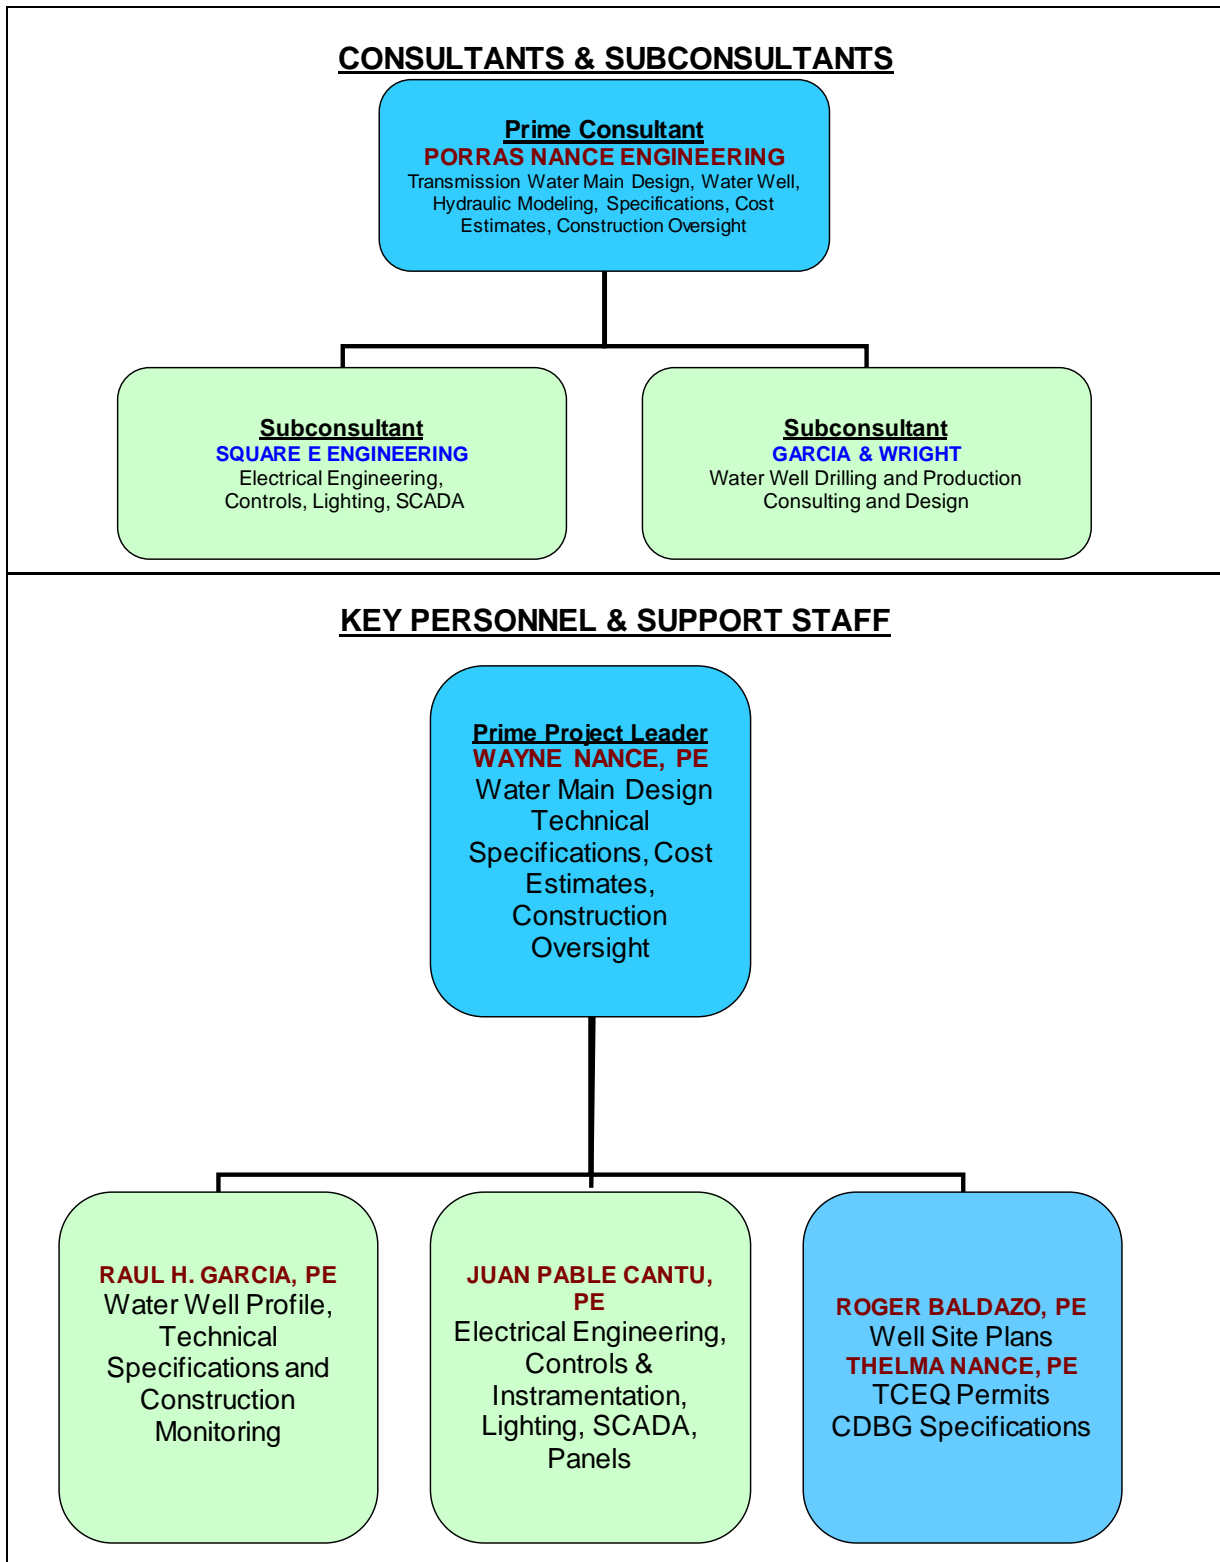 CONSULTANTS & SUBCONSULTANTS
Prime Consultant
PORRAS NANCE ENGINEERING
Transmission Water Main Design, Water Well,
Hydraulic Modeling, Specifications, Cost
Estimates, Construction Oversight
Subconsultant
SQUARE E ENGINEERING
Electrical Engineering,
Controls, Lighting, SCADA
Subconsultant
GARCIA & WRIGHT
Water Well Drilling and Production
Consulting and Design
KEY PERSONNEL & SUPPORT STAFF
Prime Project Leader
WAYNE NANCE, PE
Water Main Design
Technical
Specifications, Cost
Estimates,
Construction
Oversight
RAUL H. GARCIA, PE
Water Well Profile,
Technical
Specifications and
Construction
Monitoring
JUAN PABLE CANTU,
PE
Electrical Engineering,
Controls &
Instramentation,
Lighting, SCADA,
Panels
ROGER BALDAZO, PE
Well Site Plans
THELMA NANCE, PE
TCEQ Permits
CDBG Specifications